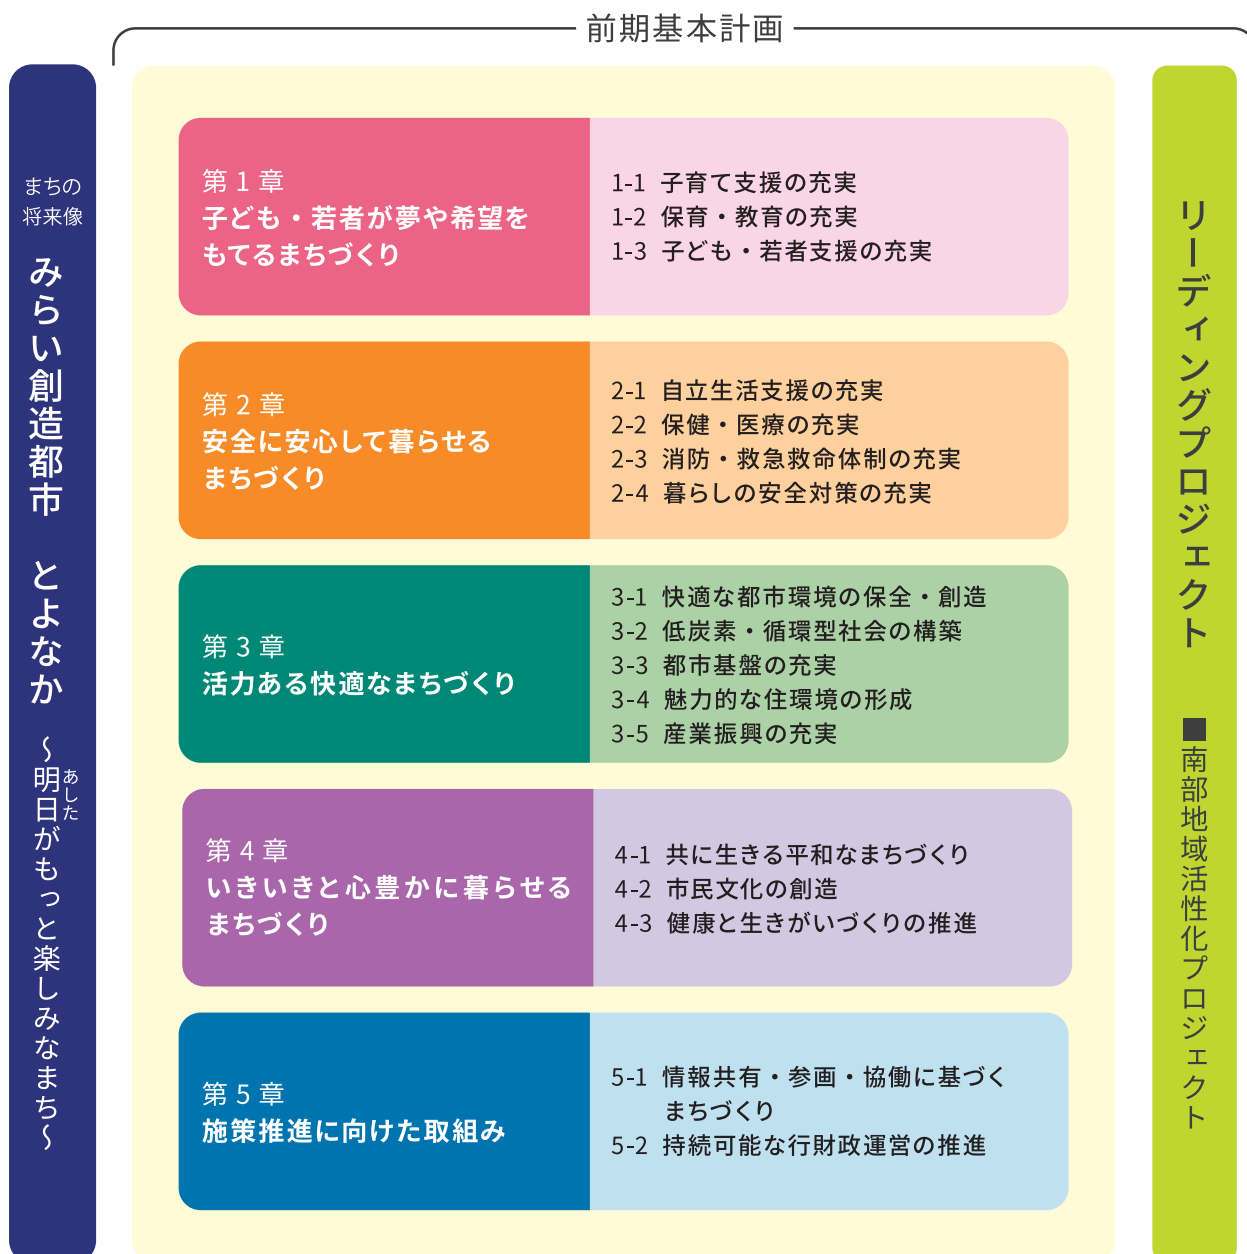 前期基本計画
まちの
将来像
みらい創造都市　とよなか
～明日がもっと楽しみなまち～
あした
第 1 章
子ども・若者が夢や希望を
もてるまちづくり
1-1 子育て支援の充実
1-2 保育・教育の充実
1-3 子ども・若者支援の充実
第 2 章
安全に安心して暮らせる
まちづくり
2-1 自立生活支援の充実
2-2 保健・医療の充実
2-3 消防・救急救命体制の充実
2-4 暮らしの安全対策の充実
第 3 章
活力ある快適なまちづくり
3-1 快適な都市環境の保全・創造
3-2 低炭素・循環型社会の構築
3-3 都市基盤の充実
3-4 魅力的な住環境の形成
3-5 産業振興の充実
第 4 章
いきいきと心豊かに暮らせる
まちづくり
4-1 共に生きる平和なまちづくり
4-2 市民文化の創造
4-3 健康と生きがいづくりの推進
第 5 章
施策推進に向けた取組み
5-1 情報共有・参画・協働に基づく
まちづくり
5-2 持続可能な行財政運営の推進
リーディングプロジェクト　■南部地域活性化プロジェクト